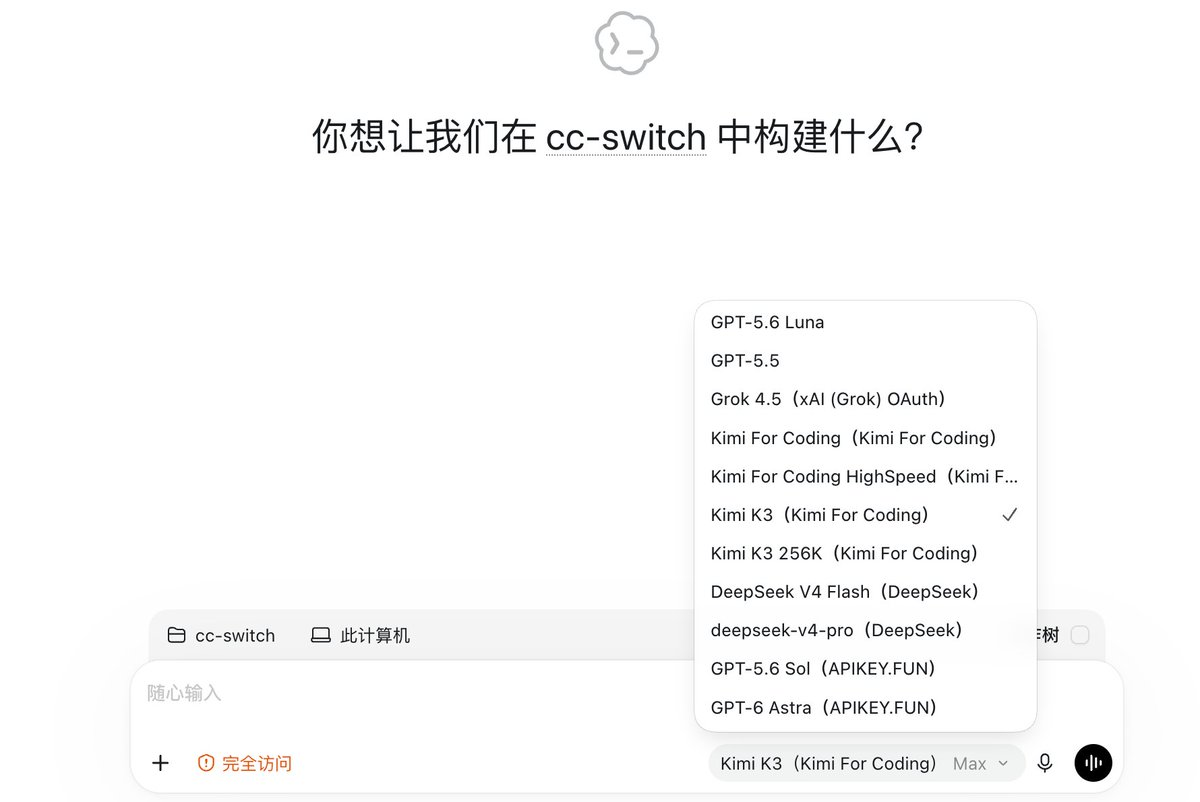 你想让我们在 cc-switch 中构建什么?
GPT-5.6 Luna
GPT-5.5
Grok 4.5（xAI (Grok) OAuth）
Kimi For Coding（Kimi For Coding）
Kimi For Coding HighSpeed（Kimi F...
Kimi K3（Kimi For Coding）
Kimi K3 256K（Kimi For Coding）
DeepSeek V4 Flash（DeepSeek）
deepseek-v4-pro（DeepSeek）
GPT-5.6 Sol（APIKEY.FUN）
GPT-6 Astra（APIKEY.FUN）
cc-switch 此计算机 树
随心输入
完全访问 Kimi K3（Kimi For Coding） Max